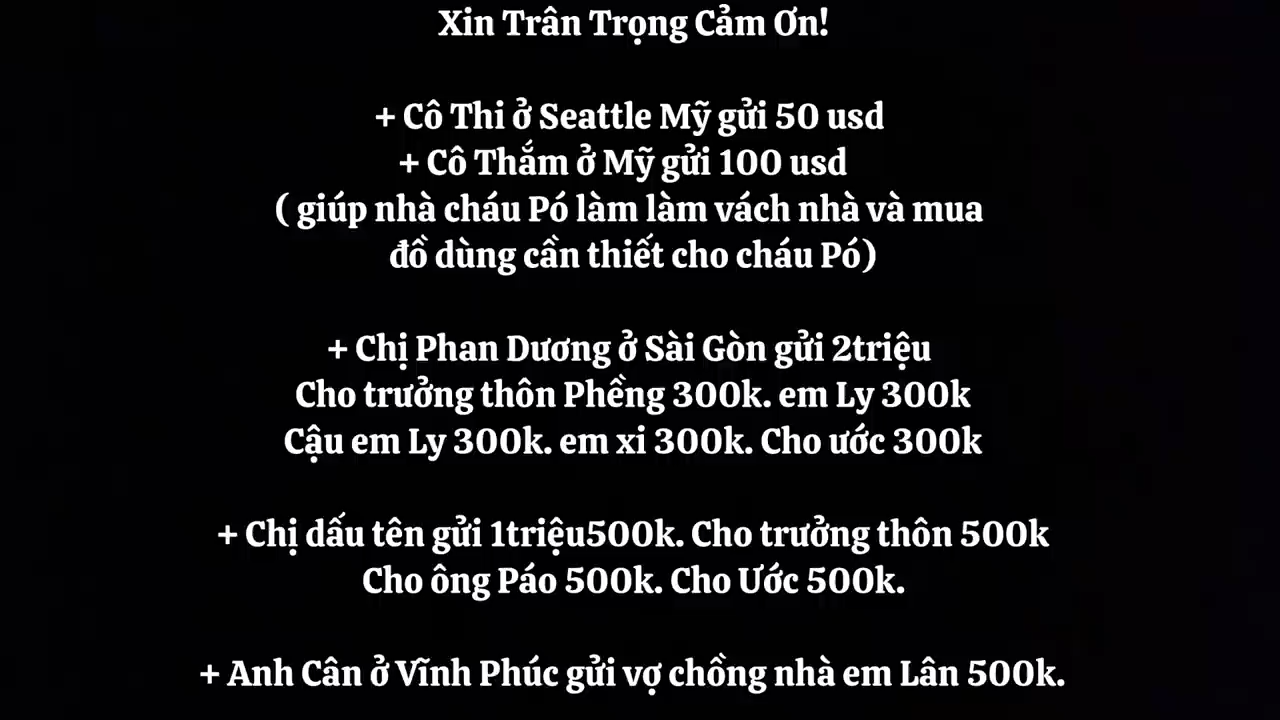 Xin Trân Trọng Cảm Ơn!
+ Cô Thi ở Seattle Mỹ gửi 50 usd
+ Cô Thắm ở Mỹ gửi 100 usd
( giúp nhà cháu Pó làm làm vách nhà và mua
đồ dùng cần thiết cho cháu Pó)
+ Chị Phan Dương ở Sài Gòn gửi 2triệu
Cho trưởng thôn Phềng 300k. em Ly 300k
Cậu em Ly 300k. em xi 300k. Cho ước 300k
+ Chị dấu tên gửi 1triệu500k. Cho trưởng thôn 500k
Cho ông Páo 500k. Cho Ước 500k.
+ Anh Cân ở Vĩnh Phúc gửi vợ chồng nhà em Lân 500k.